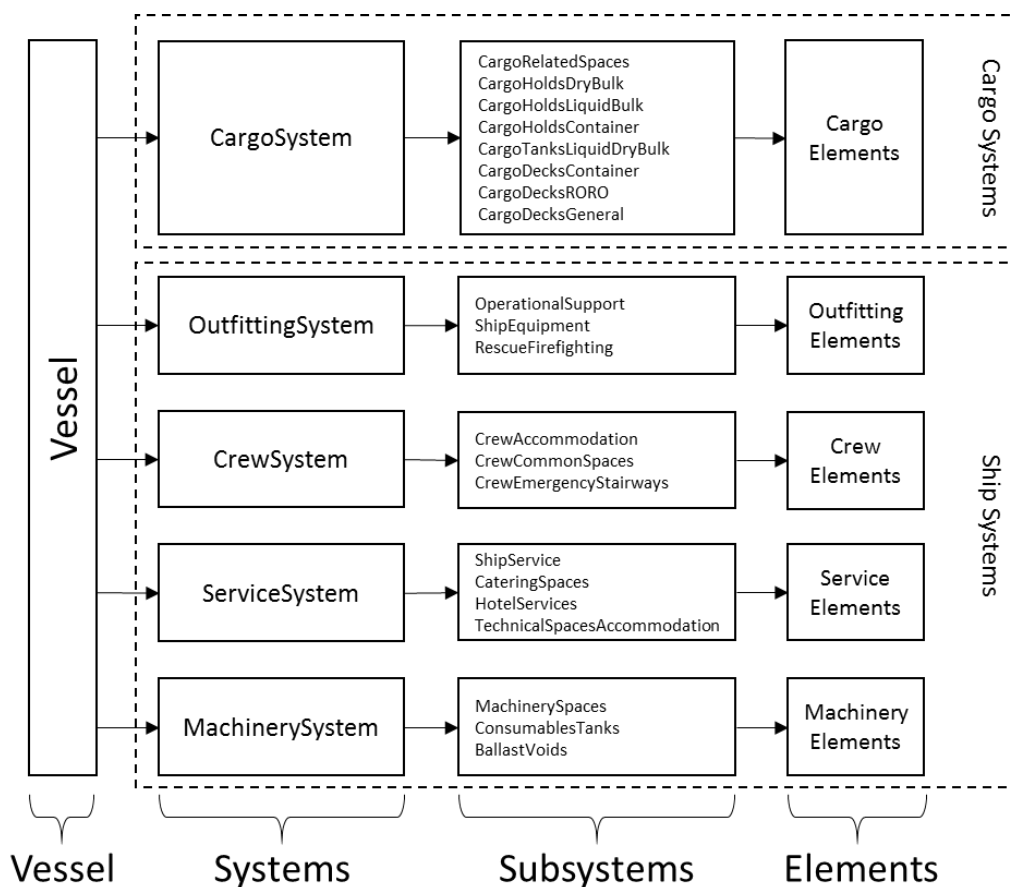 Vessel
CargoSystem
CargoRelatedSpaces
CargoHoldsDryBulk
CargoHoldsLiquidBulk
CargoHoldsContainer
CargoTanksLiquidDryBulk
CargoDecksContainer
CargoDecksRORO
CargoDecksGeneral
Cargo
Elements
Cargo Systems
OutfittingSystem
OperationalSupport
ShipEquipment
RescueFirefighting
Outfitting
Elements
CrewSystem
CrewAccommodation
CrewCommonSpaces
CrewEmergencyStairways
Crew
Elements
Ship Systems
ServiceSystem
ShipService
CateringSpaces
HotelServices
TechnicalSpacesAccommodation
Service
Elements
MachinerySystem
MachinerySpaces
ConsumablesTanks
BallastVoids
Machinery
Elements
Vessel
Systems
Subsystems
Elements